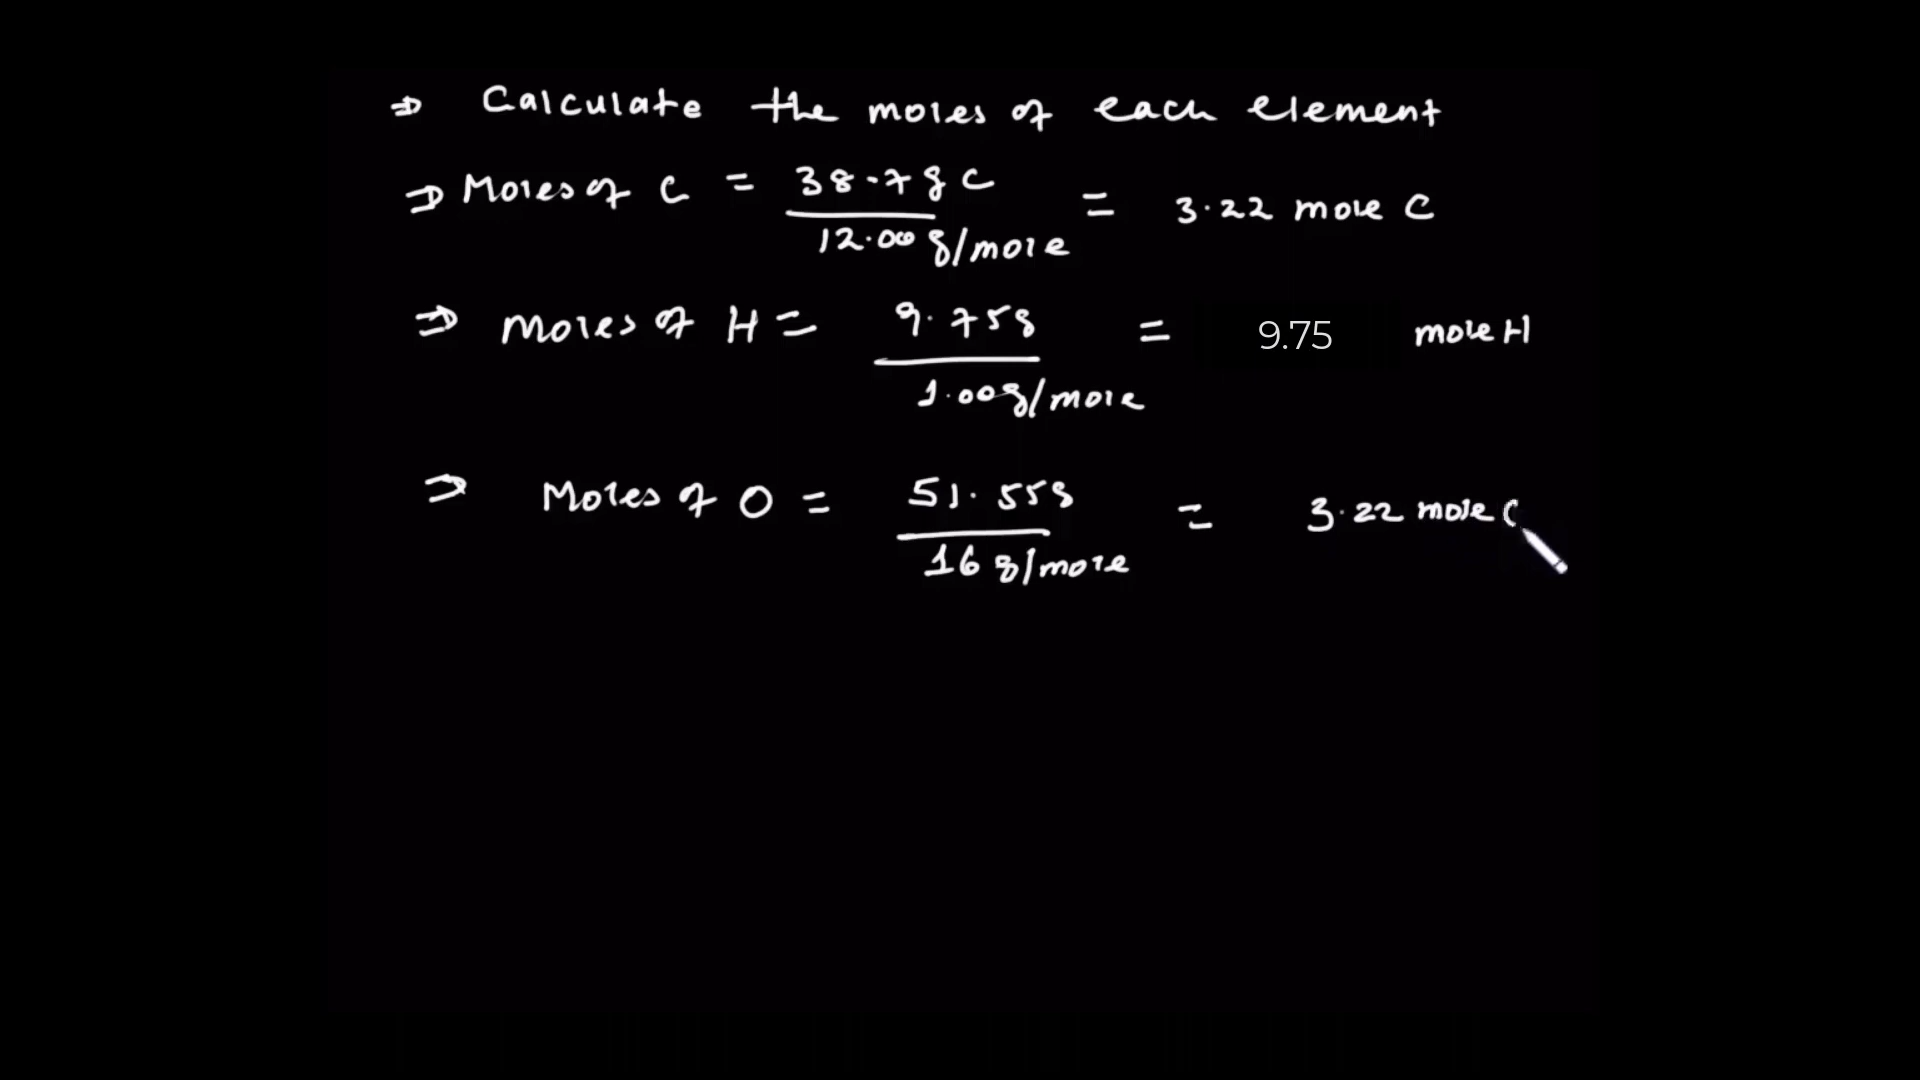 ⇒ Calculate the moles of each element
⇒ Moles of C = 38.7g C / 12.00 g/mole = 3.22 mole C
⇒ Moles of H = 9.75g / 1.00g/mole = 9.75 mole H
⇒ Moles of O = 51.55g / 16 g/mole = 3.22 mole